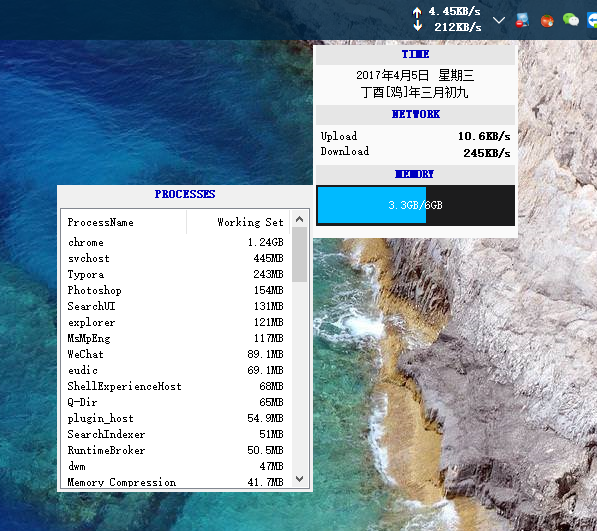 4.45KB/s
212KB/s
TIME
2017年4月5日 星期三
丁酉[鸡]年三月初九
NETWORK
Upload 10.6KB/s
Download 245KB/s
MEMORY
3.3GB/6GB
PROCESSES
ProcessName Working Set
chrome 1.24GB
svchost 445MB
Typora 243MB
Photoshop 154MB
SearchUI 131MB
explorer 121MB
MsMpEng 117MB
WeChat 89.1MB
eudic 69.1MB
ShellExperienceHost 68MB
Q-Dir 65MB
plugin_host 54.9MB
SearchIndexer 51MB
RuntimeBroker 50.5MB
dwm 47MB
Memory Compression 41.7MB